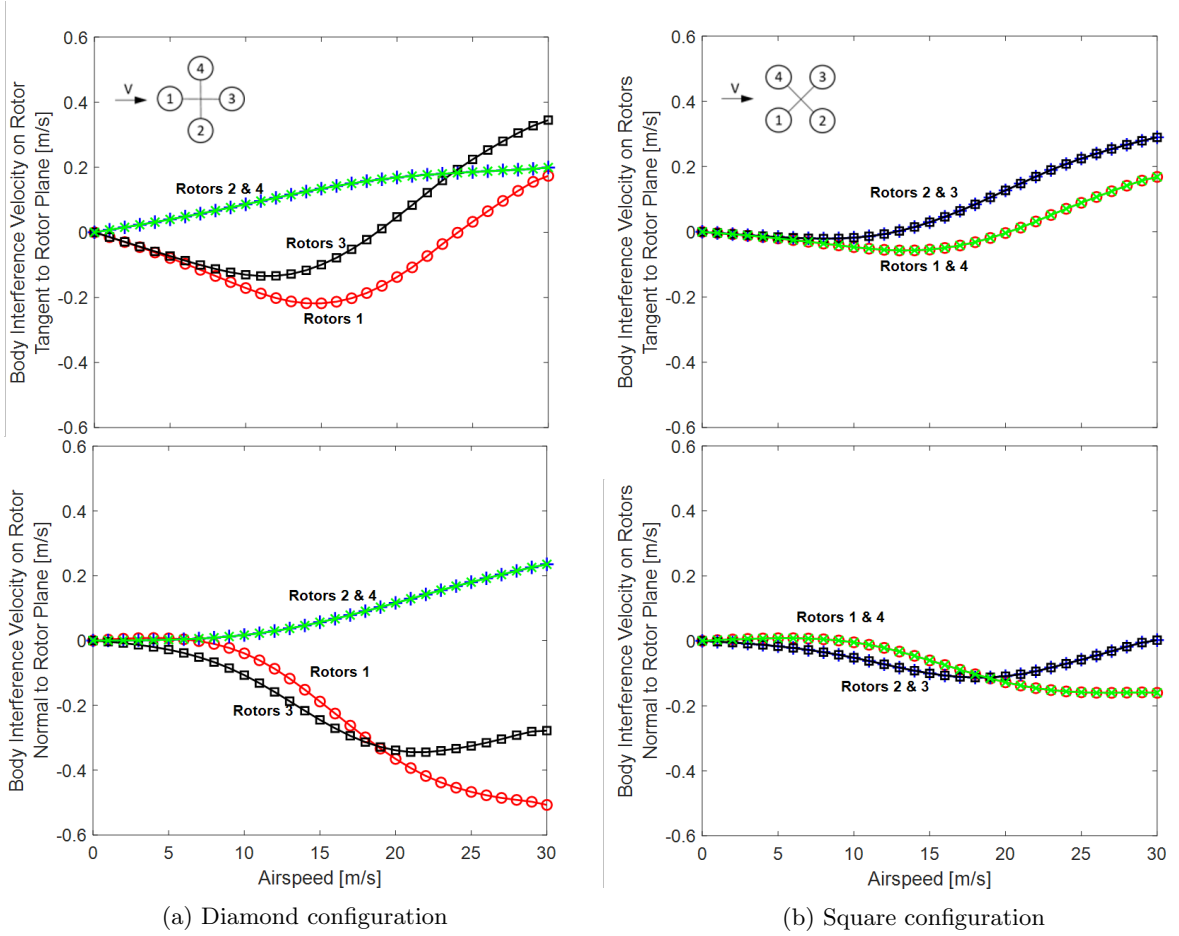 Body Interference Velocity on Rotor
Tangent to Rotor Plane [m/s]
0.6
0.4
0.2
0
-0.2
-0.4
-0.6
V
4
1
3
2
Rotors 2 & 4
Rotors 3
Rotors 1
Body Interference Velocity on Rotors
Tangent to Rotor Plane [m/s]
0.6
0.4
0.2
0
-0.2
-0.4
-0.6
V
4
3
1
2
Rotors 2 & 3
Rotors 1 & 4
Body Interference Velocity on Rotor
Normal to Rotor Plane [m/s]
0.6
0.4
0.2
0
-0.2
-0.4
-0.6
Rotors 2 & 4
Rotors 1
Rotors 3
0 5 10 15 20 25 30
Airspeed [m/s]
Body Interference Velocity on Rotors
Normal to Rotor Plane [m/s]
0.6
0.4
0.2
0
-0.2
-0.4
-0.6
Rotors 1 & 4
Rotors 2 & 3
0 5 10 15 20 25 30
Airspeed [m/s]
(a) Diamond configuration
(b) Square configuration